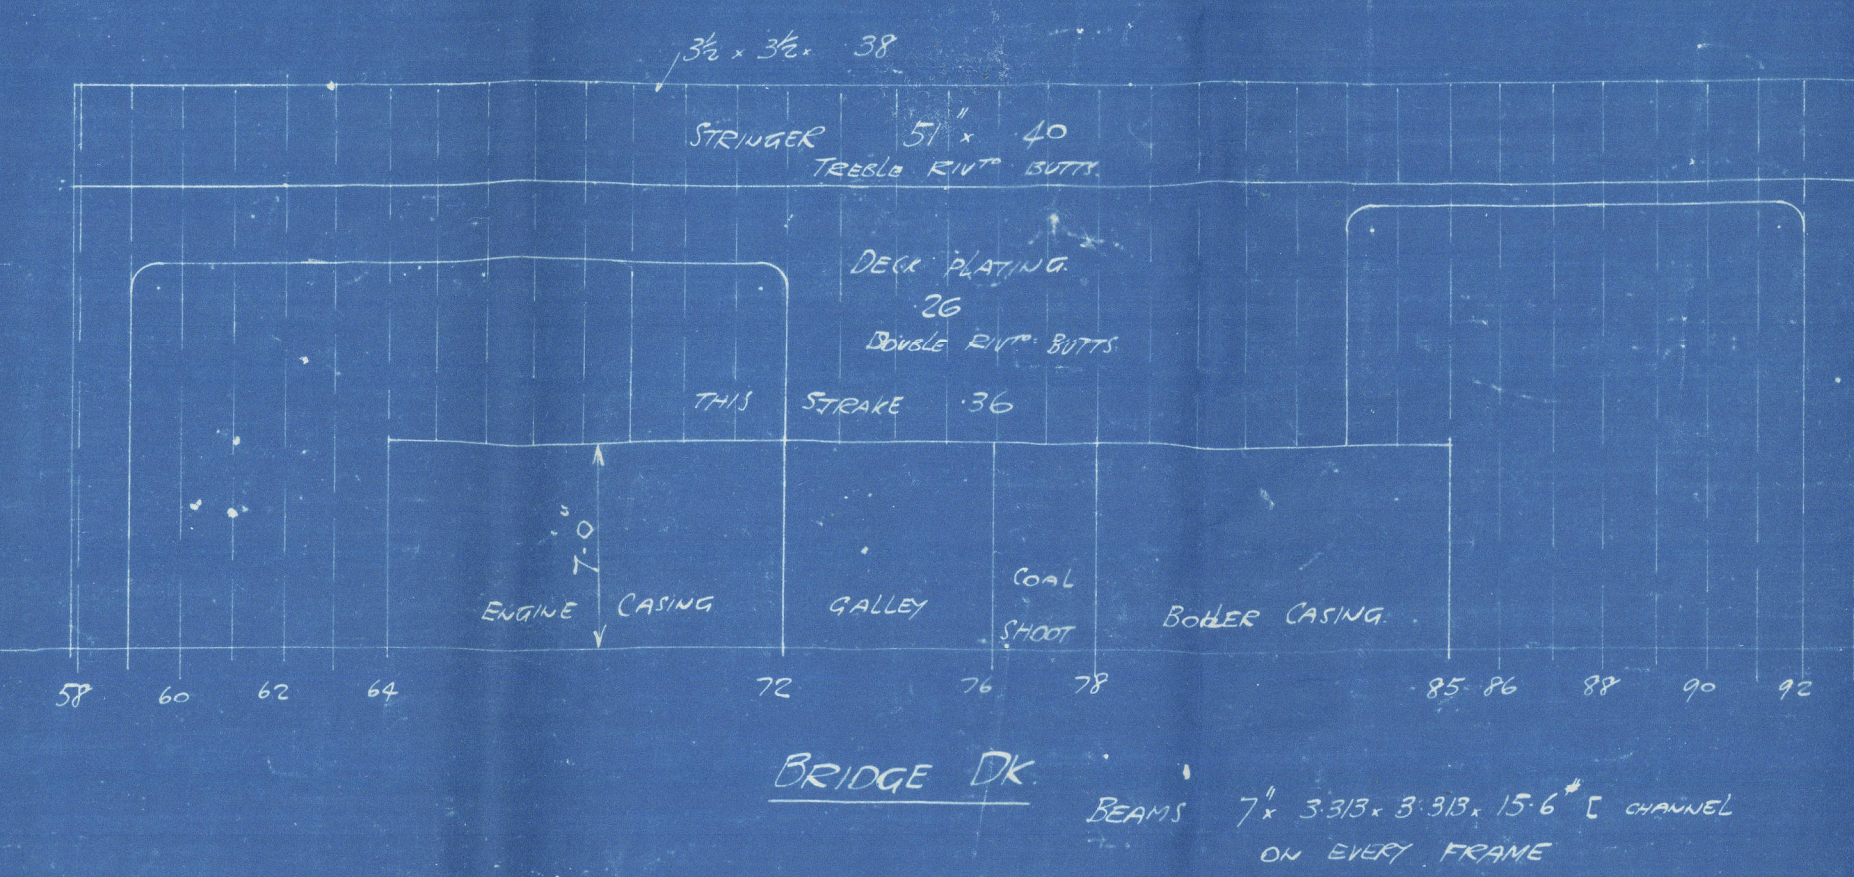 3½ x 3½ x .38
STRINGER 51" x .40
TREBLE RIVTD BUTTS.
DECK PLATING.
.26
DOUBLE RIVTD. BUTTS.
THIS STRAKE .36
7'-0"
ENGINE CASING
GALLEY
COAL
SHOOT
BOILER CASING.
58 60 62 64 72 76 78 85 86 88 90 92
BRIDGE DK.
BEAMS 7" x 3.313 x 3.313 x 15.6# [ CHANNEL
ON EVERY FRAME